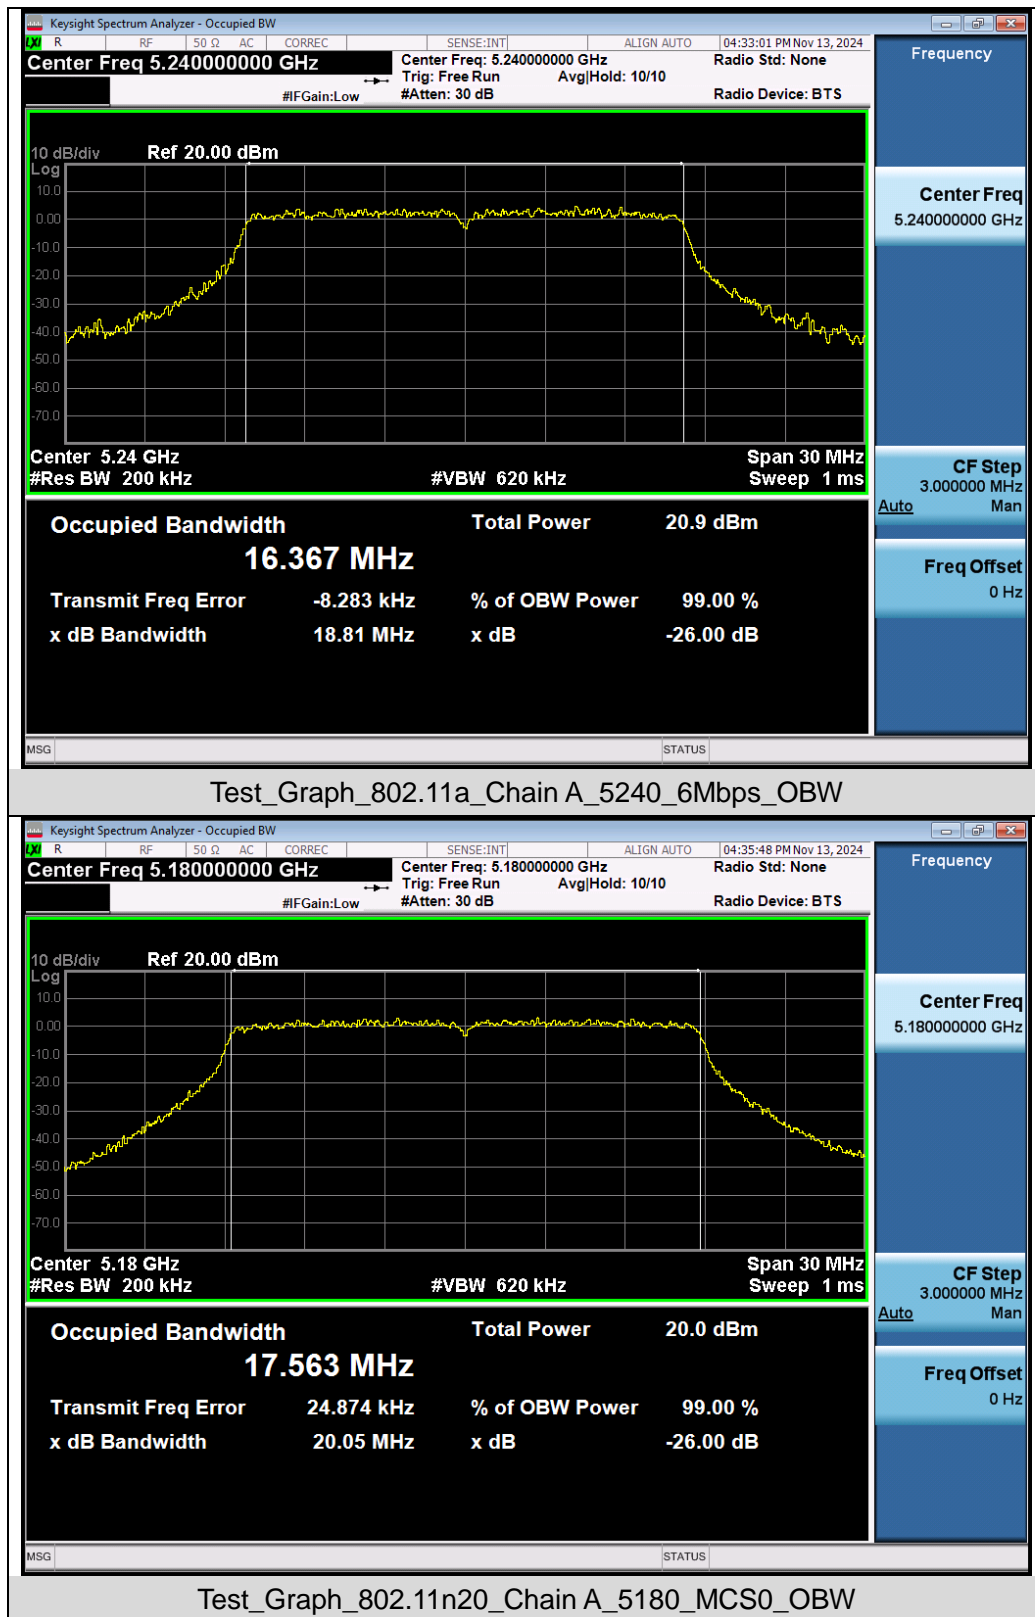 Keysight Spectrum Analyzer - Occupied BW
LXI R RF 50 Ω AC CORREC SENSE:INT ALIGN AUTO 04:33:01 PM Nov 13, 2024
Center Freq 5.240000000 GHz
Center Freq: 5.240000000 GHz Radio Std: None
Trig: Free Run Avg|Hold: 10/10
#IFGain:Low #Atten: 30 dB Radio Device: BTS
10 dB/div Ref 20.00 dBm
Log
10.0
0.00
-10.0
-20.0
-30.0
-40.0
-50.0
-60.0
-70.0
Center 5.24 GHz Span 30 MHz
#Res BW 200 kHz #VBW 620 kHz Sweep 1 ms
Occupied Bandwidth Total Power 20.9 dBm
16.367 MHz
Transmit Freq Error -8.283 kHz % of OBW Power 99.00 %
x dB Bandwidth 18.81 MHz x dB -26.00 dB
MSG STATUS
Frequency
Center Freq
5.240000000 GHz
CF Step
3.000000 MHz
Auto Man
Freq Offset
0 Hz
Test_Graph_802.11a_Chain A_5240_6Mbps_OBW
Keysight Spectrum Analyzer - Occupied BW
LXI R RF 50 Ω AC CORREC SENSE:INT ALIGN AUTO 04:35:48 PM Nov 13, 2024
Center Freq 5.180000000 GHz
Center Freq: 5.180000000 GHz Radio Std: None
Trig: Free Run Avg|Hold: 10/10
#IFGain:Low #Atten: 30 dB Radio Device: BTS
10 dB/div Ref 20.00 dBm
Log
10.0
0.00
-10.0
-20.0
-30.0
-40.0
-50.0
-60.0
-70.0
Center 5.18 GHz Span 30 MHz
#Res BW 200 kHz #VBW 620 kHz Sweep 1 ms
Occupied Bandwidth Total Power 20.0 dBm
17.563 MHz
Transmit Freq Error 24.874 kHz % of OBW Power 99.00 %
x dB Bandwidth 20.05 MHz x dB -26.00 dB
MSG STATUS
Frequency
Center Freq
5.180000000 GHz
CF Step
3.000000 MHz
Auto Man
Freq Offset
0 Hz
Test_Graph_802.11n20_Chain A_5180_MCS0_OBW